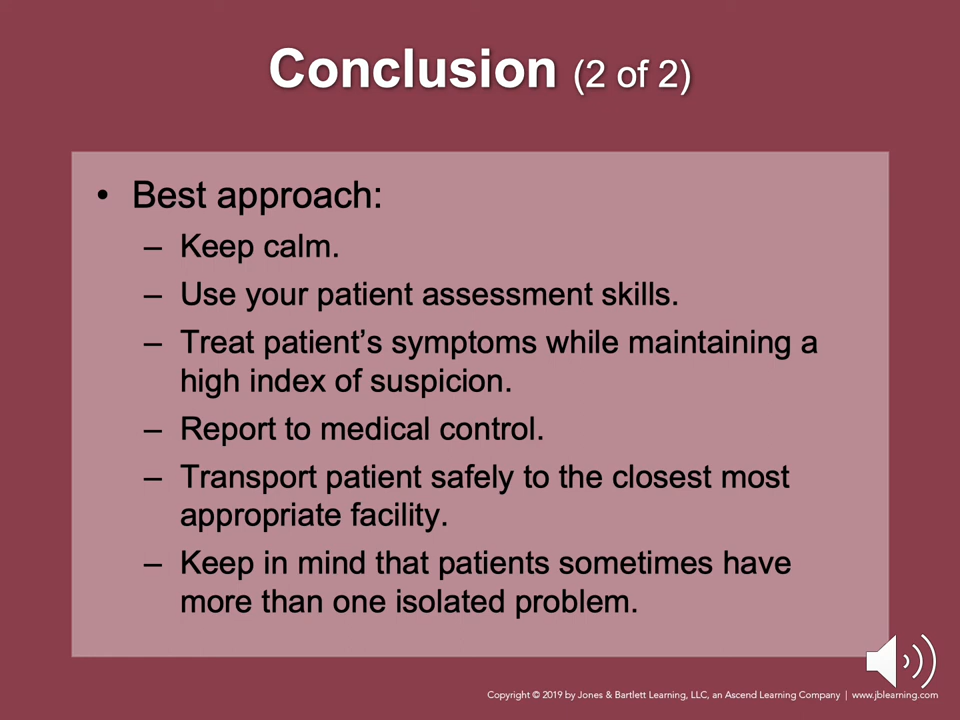 Conclusion (2 of 2)
• Best approach:
– Keep calm.
– Use your patient assessment skills.
– Treat patient’s symptoms while maintaining a
high index of suspicion.
– Report to medical control.
– Transport patient safely to the closest most
appropriate facility.
– Keep in mind that patients sometimes have
more than one isolated problem.
Copyright © 2019 by Jones & Bartlett Learning, LLC, an Ascend Learning Company | www.jblearning.com